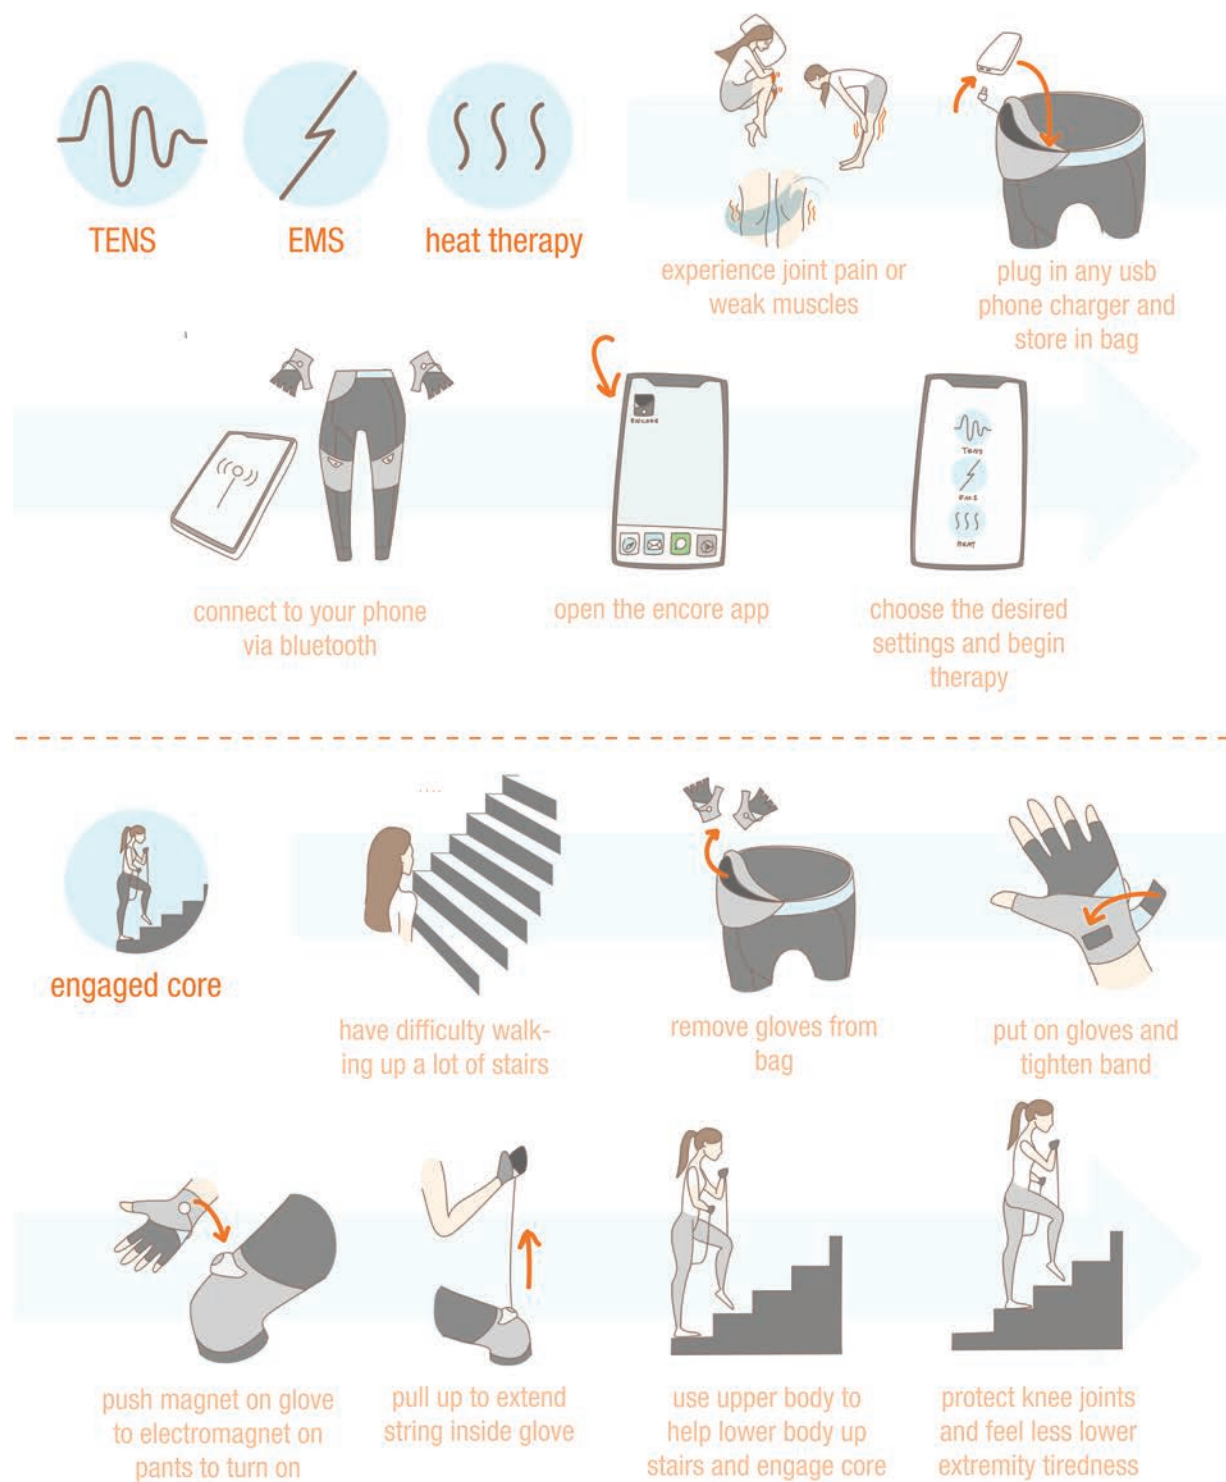 TENS
EMS
heat therapy
experience joint pain or
weak muscles
plug in any usb
phone charger and
store in bag
connect to your phone
via bluetooth
ENCORE
open the encore app
TENS
EMS
HEAT
choose the desired
settings and begin
therapy
engaged core
have difficulty walk-
ing up a lot of stairs
remove gloves from
bag
put on gloves and
tighten band
push magnet on glove
to electromagnet on
pants to turn on
pull up to extend
string inside glove
use upper body to
help lower body up
stairs and engage core
protect knee joints
and feel less lower
extremity tiredness